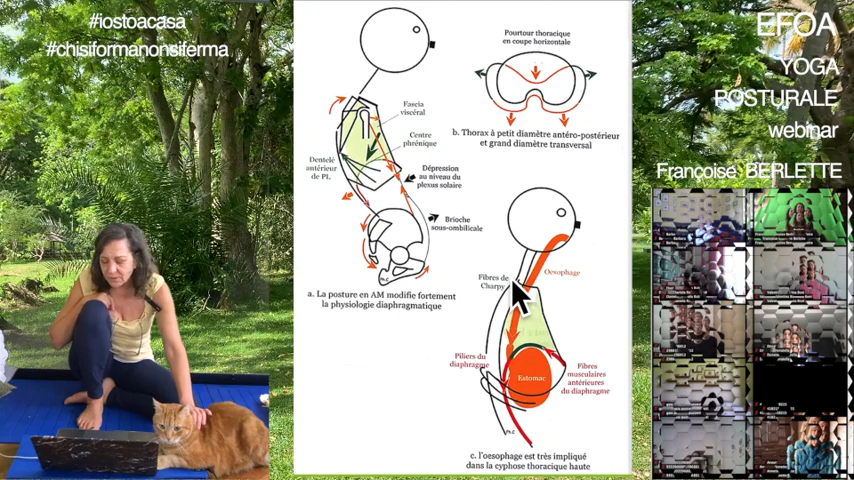 #iostoacasa
#chisiformanonsiferma
Fascia
viscéral
Centre
phrénique
Dentelé
antérieur
de PL
Dépression
au niveau du
plexus solaire
Brioche
sous-ombilicale
a. La posture en AM modifie fortement
la physiologie diaphragmatique
Pourtour thoracique
en coupe horizontale
b. Thorax à petit diamètre antéro-postérieur
et grand diamètre transversal
Fibres de
Charpy
Oesophage
Piliers du
diaphragme
Estomac
Fibres
musculaires
antérieures
du diaphragme
c. l'oesophage est très impliqué
dans la cyphose thoracique haute
EFOA
YOGA
POSTURALE
webinar
Françoise BERLETTE